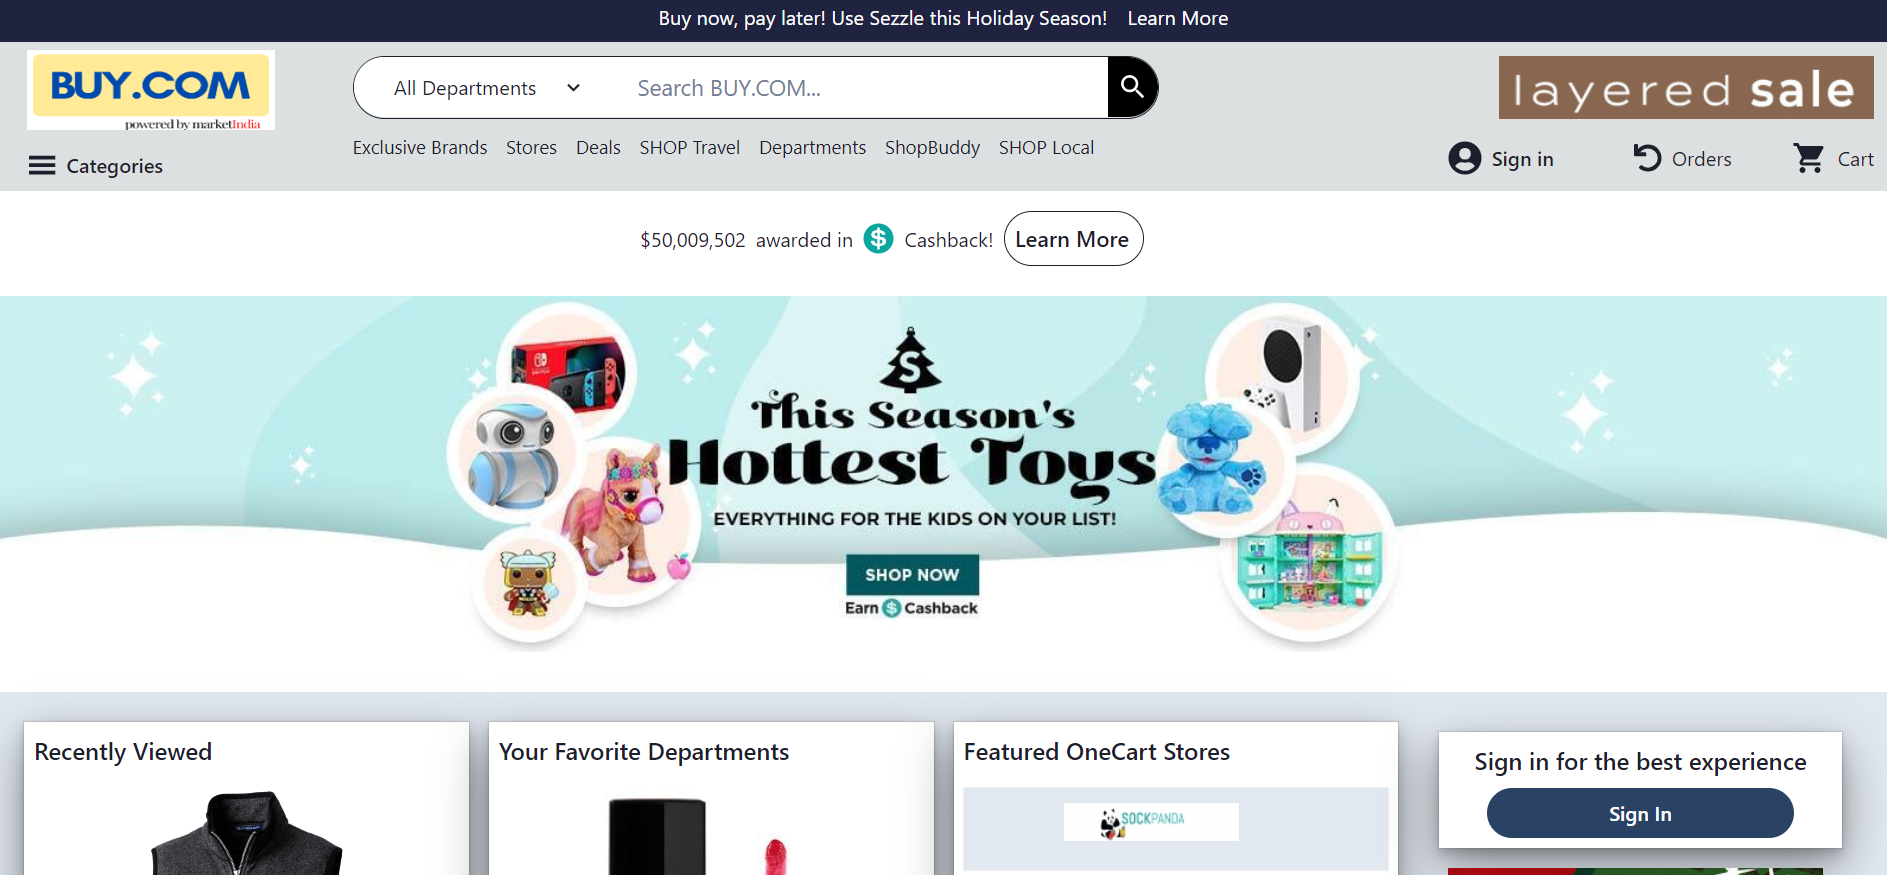 Buy now, pay later! Use Sezzle this Holiday Season! Learn More
BUY.COM
powered by marketIndia
All Departments
Search BUY.COM...
layered sale
Exclusive Brands Stores Deals SHOP Travel Departments ShopBuddy SHOP Local
Categories
Sign in
Orders
Cart
$50,009,502 awarded in $ Cashback! Learn More
S
This Season's
Hottest Toys
EVERYTHING FOR THE KIDS ON YOUR LIST!
SHOP NOW
Earn $ Cashback
Recently Viewed
Your Favorite Departments
Featured OneCart Stores
SOCKPANDA
Sign in for the best experience
Sign In